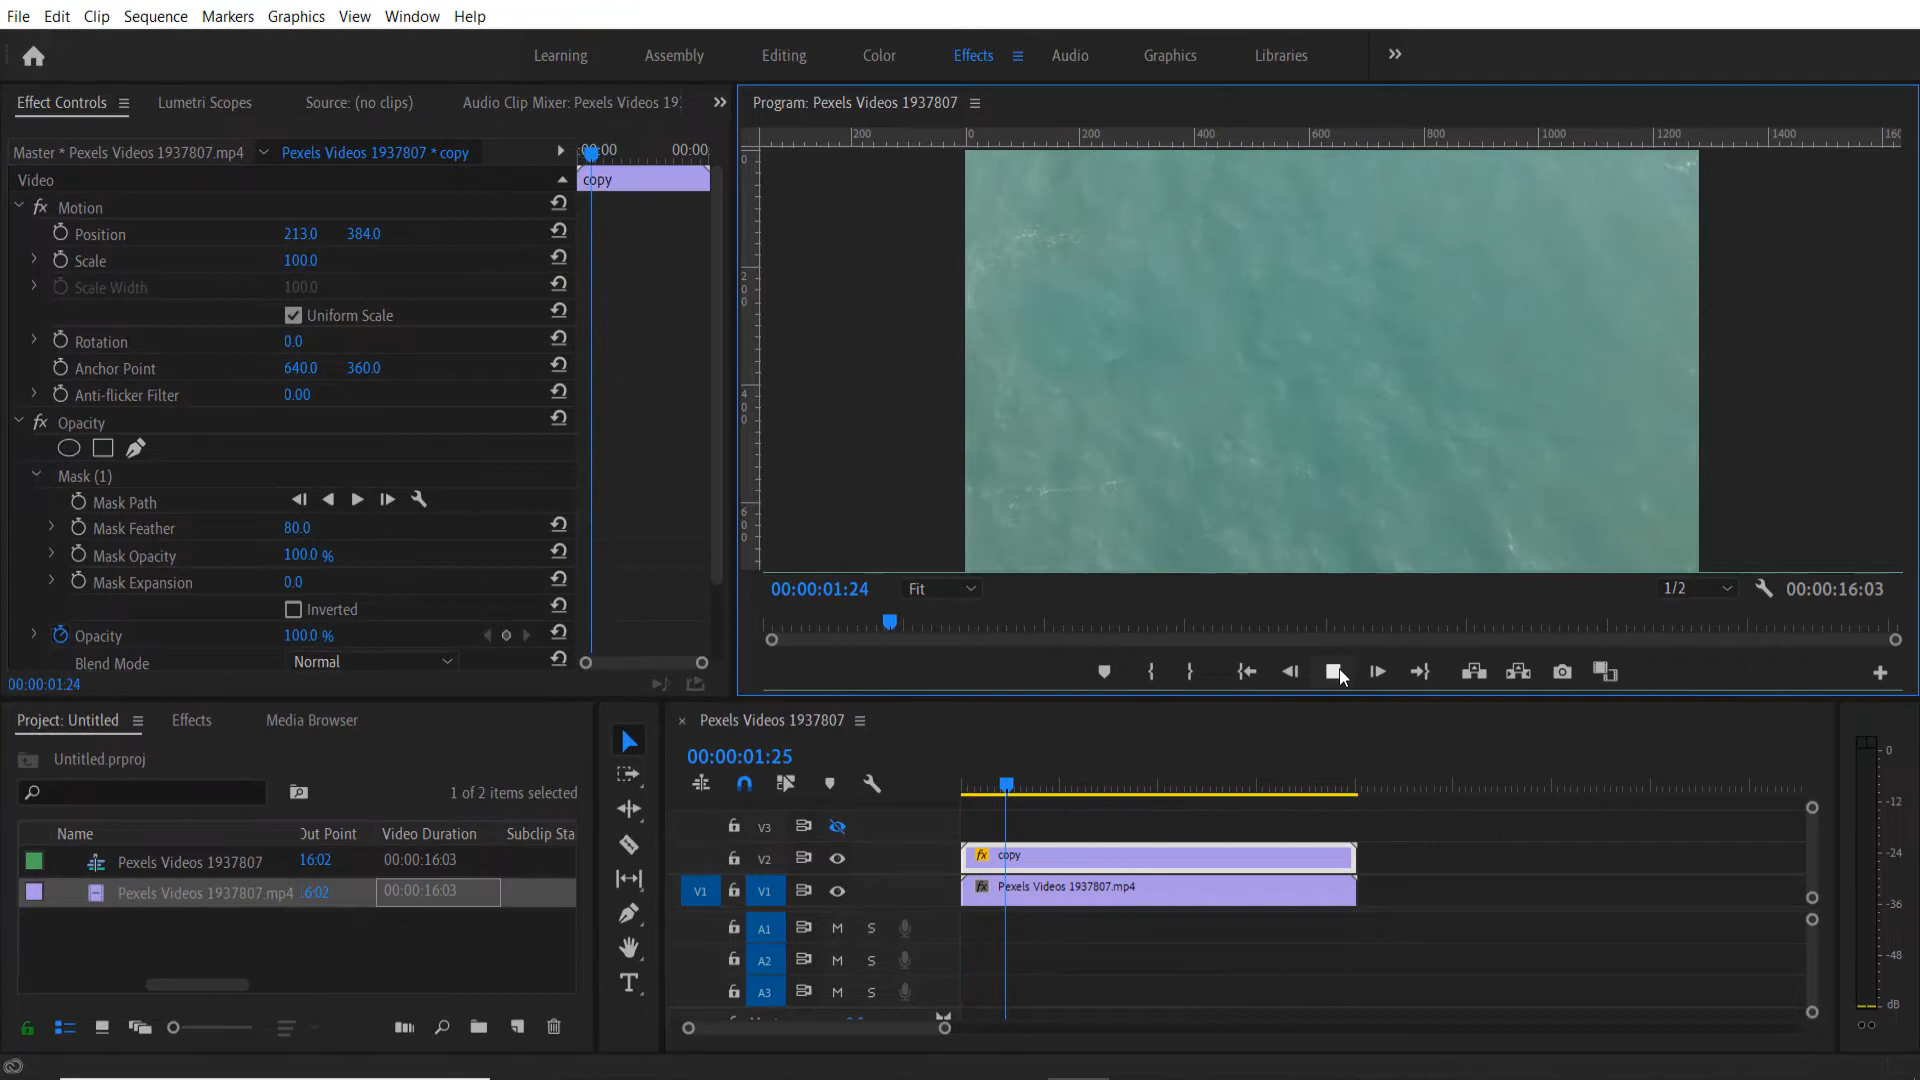 File Edit Clip Sequence Markers Graphics View Window Help
Learning Assembly Editing Color Effects Audio Graphics Libraries
Effect Controls Lumetri Scopes Source: (no clips) Audio Clip Mixer: Pexels Videos 19
Program: Pexels Videos 1937807
200 0 200 400 600 800 1000 1200 1400
Master * Pexels Videos 1937807.mp4 Pexels Videos 1937807 * copy
:00:00 00:00
Video
copy
fx Motion
Position 213.0 384.0
Scale 100.0
Scale Width 100.0
Uniform Scale
Rotation 0.0
Anchor Point 640.0 360.0
Anti-flicker Filter 0.00
fx Opacity
Mask (1)
Mask Path
Mask Feather 80.0
Mask Opacity 100.0 %
Mask Expansion 0.0
Inverted
Opacity 100.0 %
Blend Mode Normal
00:00:01:24
0
200
400
600
00:00:01:24 Fit 1/2 00:00:16:03
Project: Untitled Effects Media Browser
Untitled.prproj
1 of 2 items selected
Name Out Point Video Duration Subclip Sta
Pexels Videos 1937807 16:02 00:00:16:03
Pexels Videos 1937807.mp4 16:02 00:00:16:03
T
Pexels Videos 1937807
00:00:01:25
V3
V2 fx copy
V1 V1 fx Pexels Videos 1937807.mp4
A1 M S
A2 M S
A3 M S
0
-12
-24
-36
-48
dB